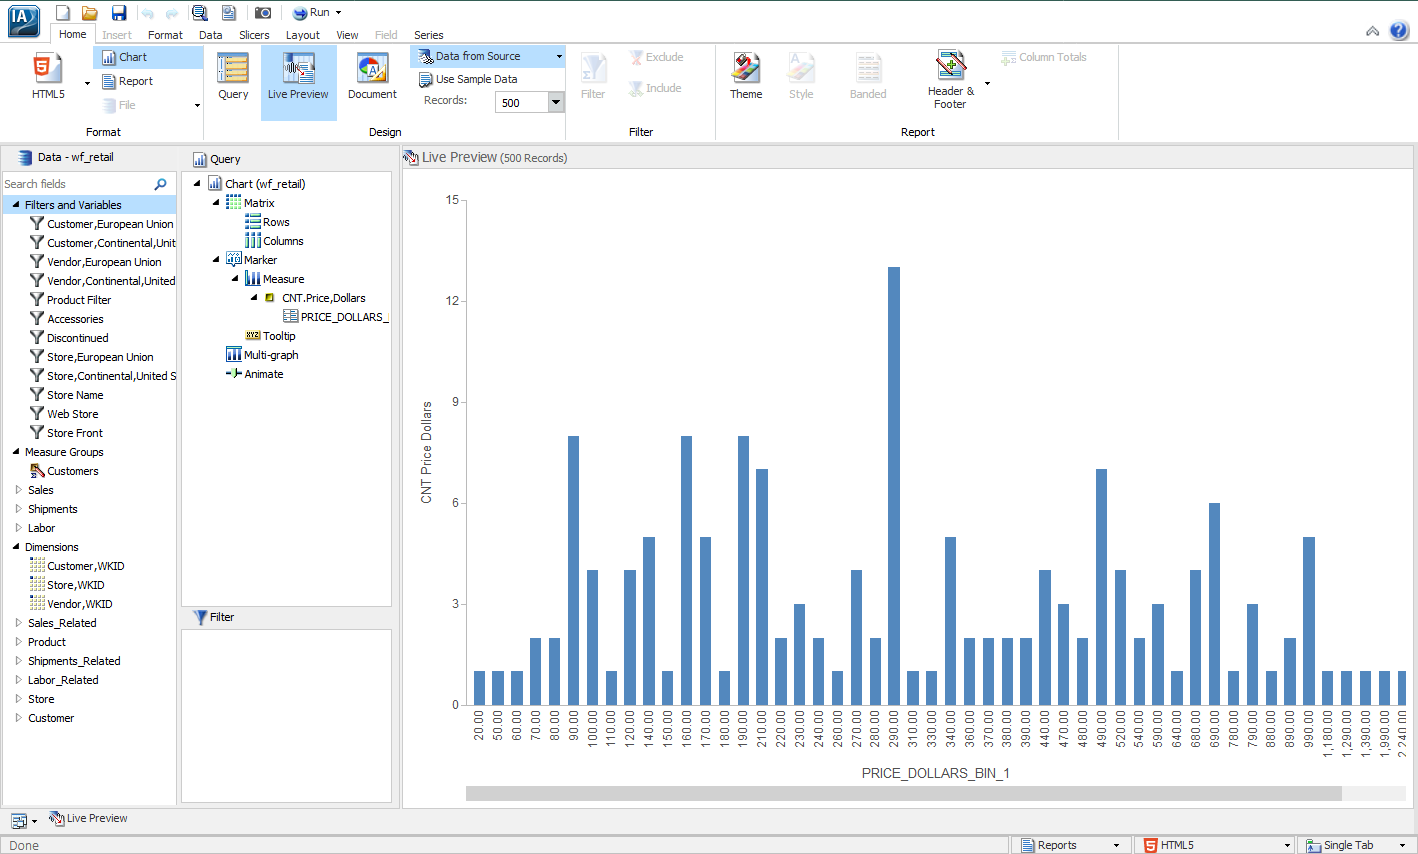 IA
Run
Home
Insert
Format
Data
Slicers
Layout
View
Field
Series
HTML5
Chart
Report
File
Format
Query
Live Preview
Document
Data from Source
Use Sample Data
Records:
500
Design
Filter
Exclude
Include
Filter
Theme
Style
Banded
Header &
Footer
Column Totals
Report
Data - wf_retail
Search fields
Filters and Variables
Customer,European Union
Customer,Continental,Unit
Vendor,European Union
Vendor,Continental,United
Product Filter
Accessories
Discontinued
Store,European Union
Store,Continental,United S
Store Name
Web Store
Store Front
Measure Groups
Customers
Sales
Shipments
Labor
Dimensions
Customer,WKID
Store,WKID
Vendor,WKID
Sales_Related
Product
Shipments_Related
Labor_Related
Store
Customer
Query
Chart (wf_retail)
Matrix
Rows
Columns
Marker
Measure
CNT.Price,Dollars
PRICE_DOLLARS_
XYZ Tooltip
Multi-graph
Animate
Filter
Live Preview (500 Records)
15
12
9
6
3
0
CNT Price Dollars
20.00
50.00
60.00
70.00
80.00
90.00
100.00
110.00
120.00
140.00
150.00
160.00
170.00
180.00
190.00
210.00
220.00
230.00
240.00
260.00
270.00
280.00
290.00
310.00
330.00
340.00
360.00
370.00
380.00
390.00
440.00
470.00
480.00
490.00
520.00
540.00
590.00
640.00
680.00
690.00
780.00
790.00
880.00
890.00
990.00
1,180.00
1,290.00
1,390.00
1,990.00
2,240.00
PRICE_DOLLARS_BIN_1
Live Preview
Done
Reports
HTML5
Single Tab